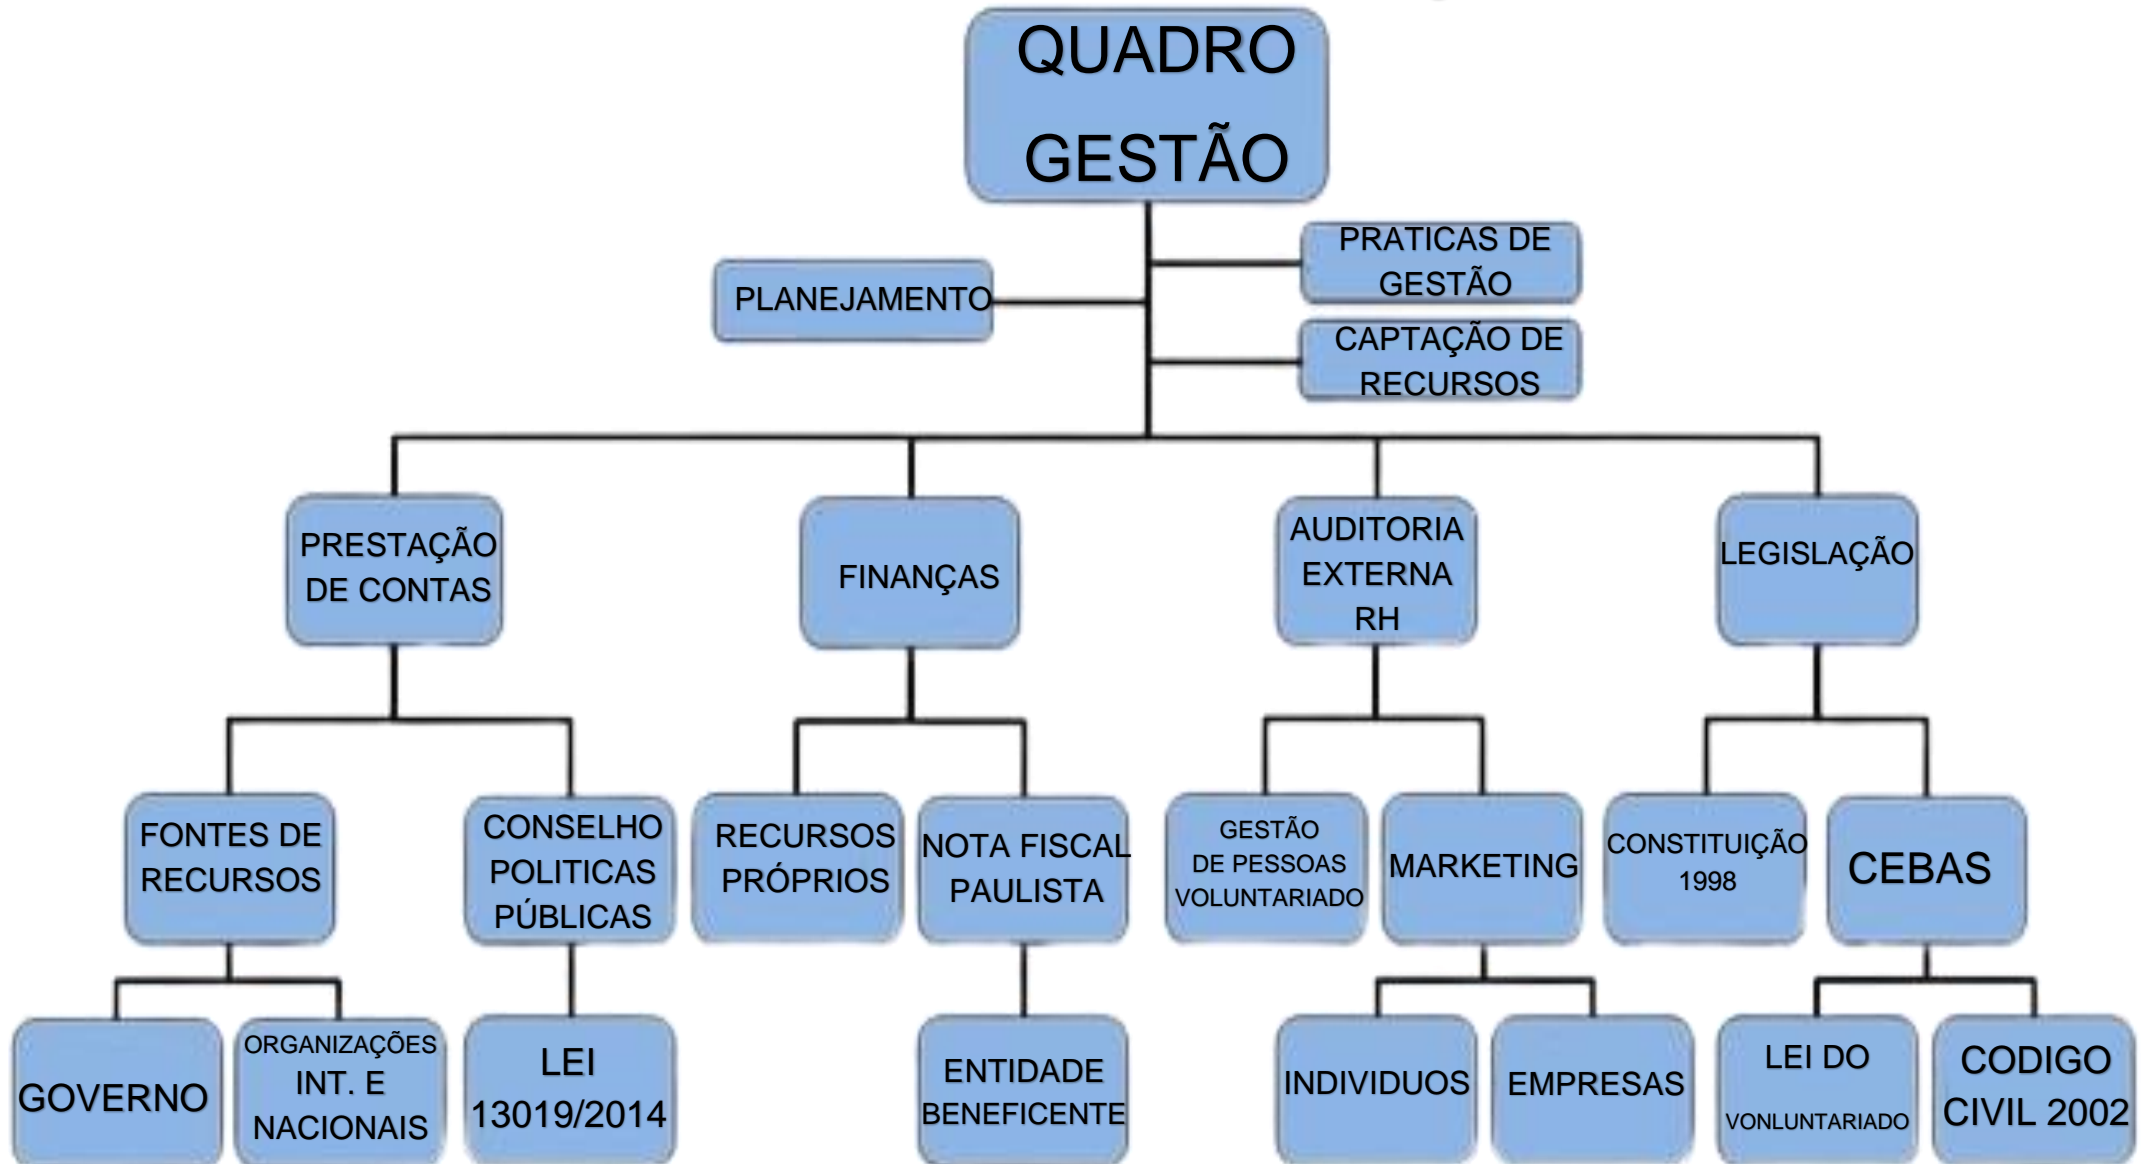 QUADRO
GESTÃO
PRATICAS DE
GESTÃO
PLANEJAMENTO
CAPTAÇÃO DE
RECURSOS
PRESTAÇÃO
DE CONTAS
FINANÇAS
AUDITORIA
EXTERNA
RH
LEGISLAÇÃO
FONTES DE
RECURSOS
CONSELHO
POLITICAS
PÚBLICAS
RECURSOS
PRÓPRIOS
NOTA FISCAL
PAULISTA
GESTÃO
DE PESSOAS
VOLUNTARIADO
MARKETING
CONSTITUIÇÃO
1998
CEBAS
GOVERNO
ORGANIZAÇÕES
INT. E
NACIONAIS
LEI
13019/2014
ENTIDADE
BENEFICENTE
INDIVIDUOS
EMPRESAS
LEI DO
VONLUNTARIADO
CODIGO
CIVIL 2002